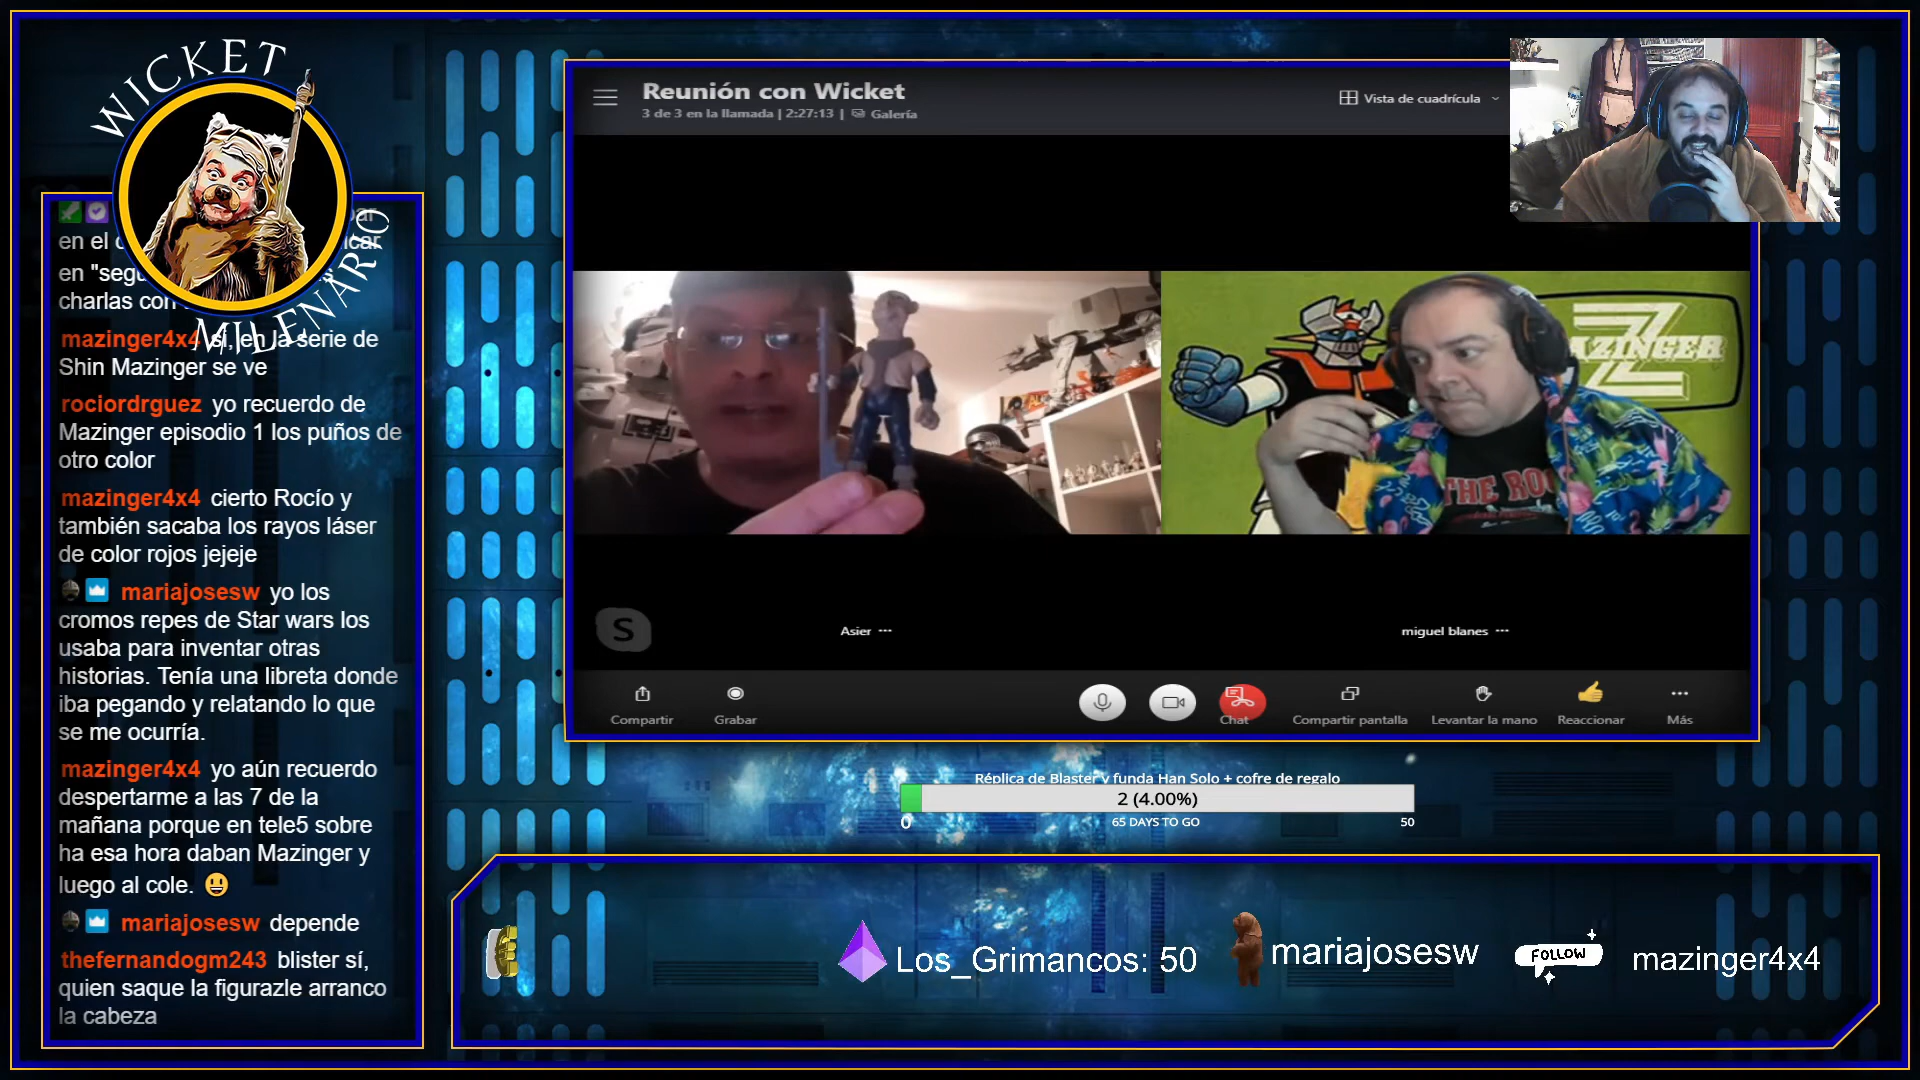 WICKET
MILENARIO
en el
en "segu
charlas con
mazinger4x4 sí, en la serie de
Shin Mazinger se ve
rociordrguez yo recuerdo de
Mazinger episodio 1 los puños de
otro color
mazinger4x4 cierto Rocío y
también sacaba los rayos láser
de color rojos jejeje
mariajosesw yo los
cromos repes de Star wars los
usaba para inventar otras
historias. Tenía una libreta donde
iba pegando y relatando lo que
se me ocurría.
mazinger4x4 yo aún recuerdo
despertarme a las 7 de la
mañana porque en tele5 sobre
ha esa hora daban Mazinger y
luego al cole. 😃
mariajosesw depende
thefernandogm243 blister sí,
quien saque la figurazle arranco
la cabeza
Reunión con Wicket
3 de 3 en la llamada | 2:27:13 | Galería
Vista de cuadrícula
Z
MAZINGER
THE RO
S
Asier ···
miguel blanes ···
Compartir
Grabar
Chat
Compartir pantalla
Levantar la mano
Reaccionar
Más
Réplica de Blaster y funda Han Solo + cofre de regalo
2 (4.00%)
0
65 DAYS TO GO
50
Los_Grimancos: 50
mariajosesw
FOLLOW
mazinger4x4